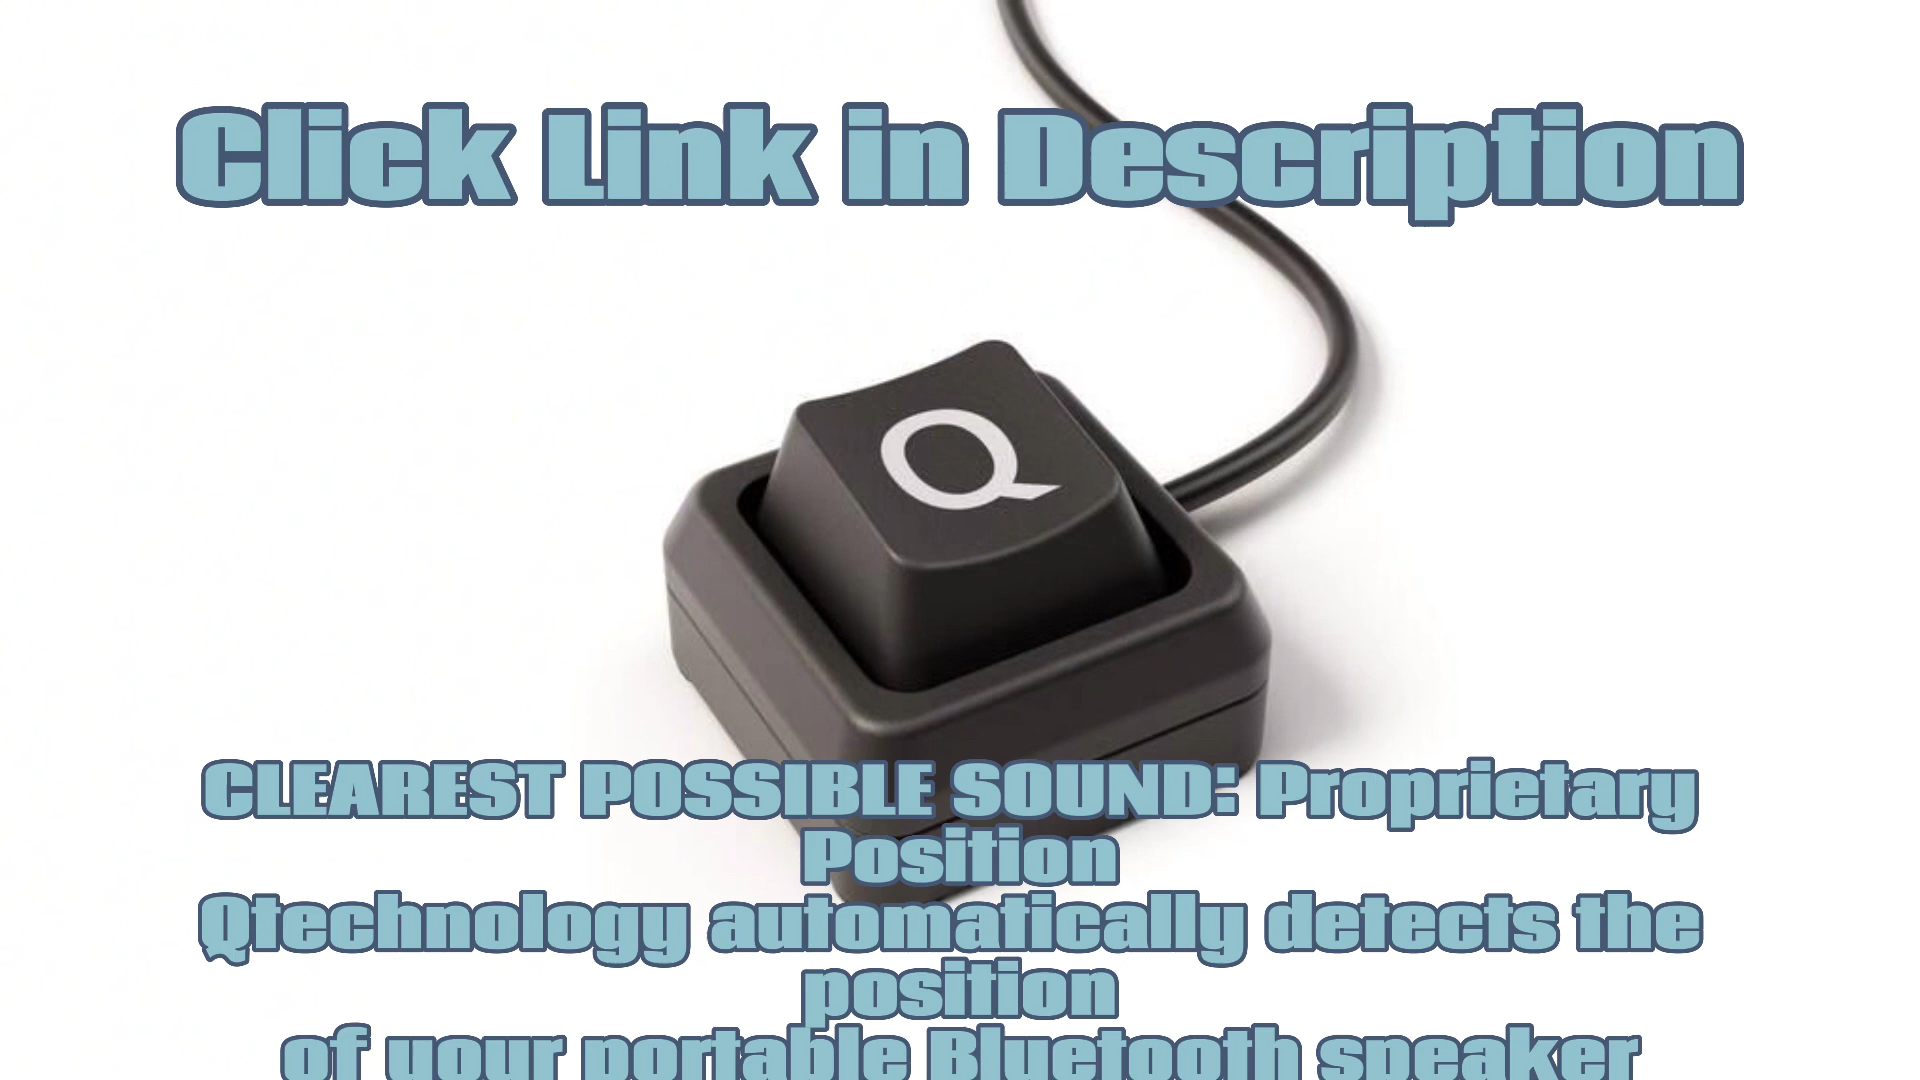 Click Link in Description
Q
CLEAREST POSSIBLE SOUND: Proprietary
Position
Qtechnology automatically detects the
position
of your portable Bluetooth speaker